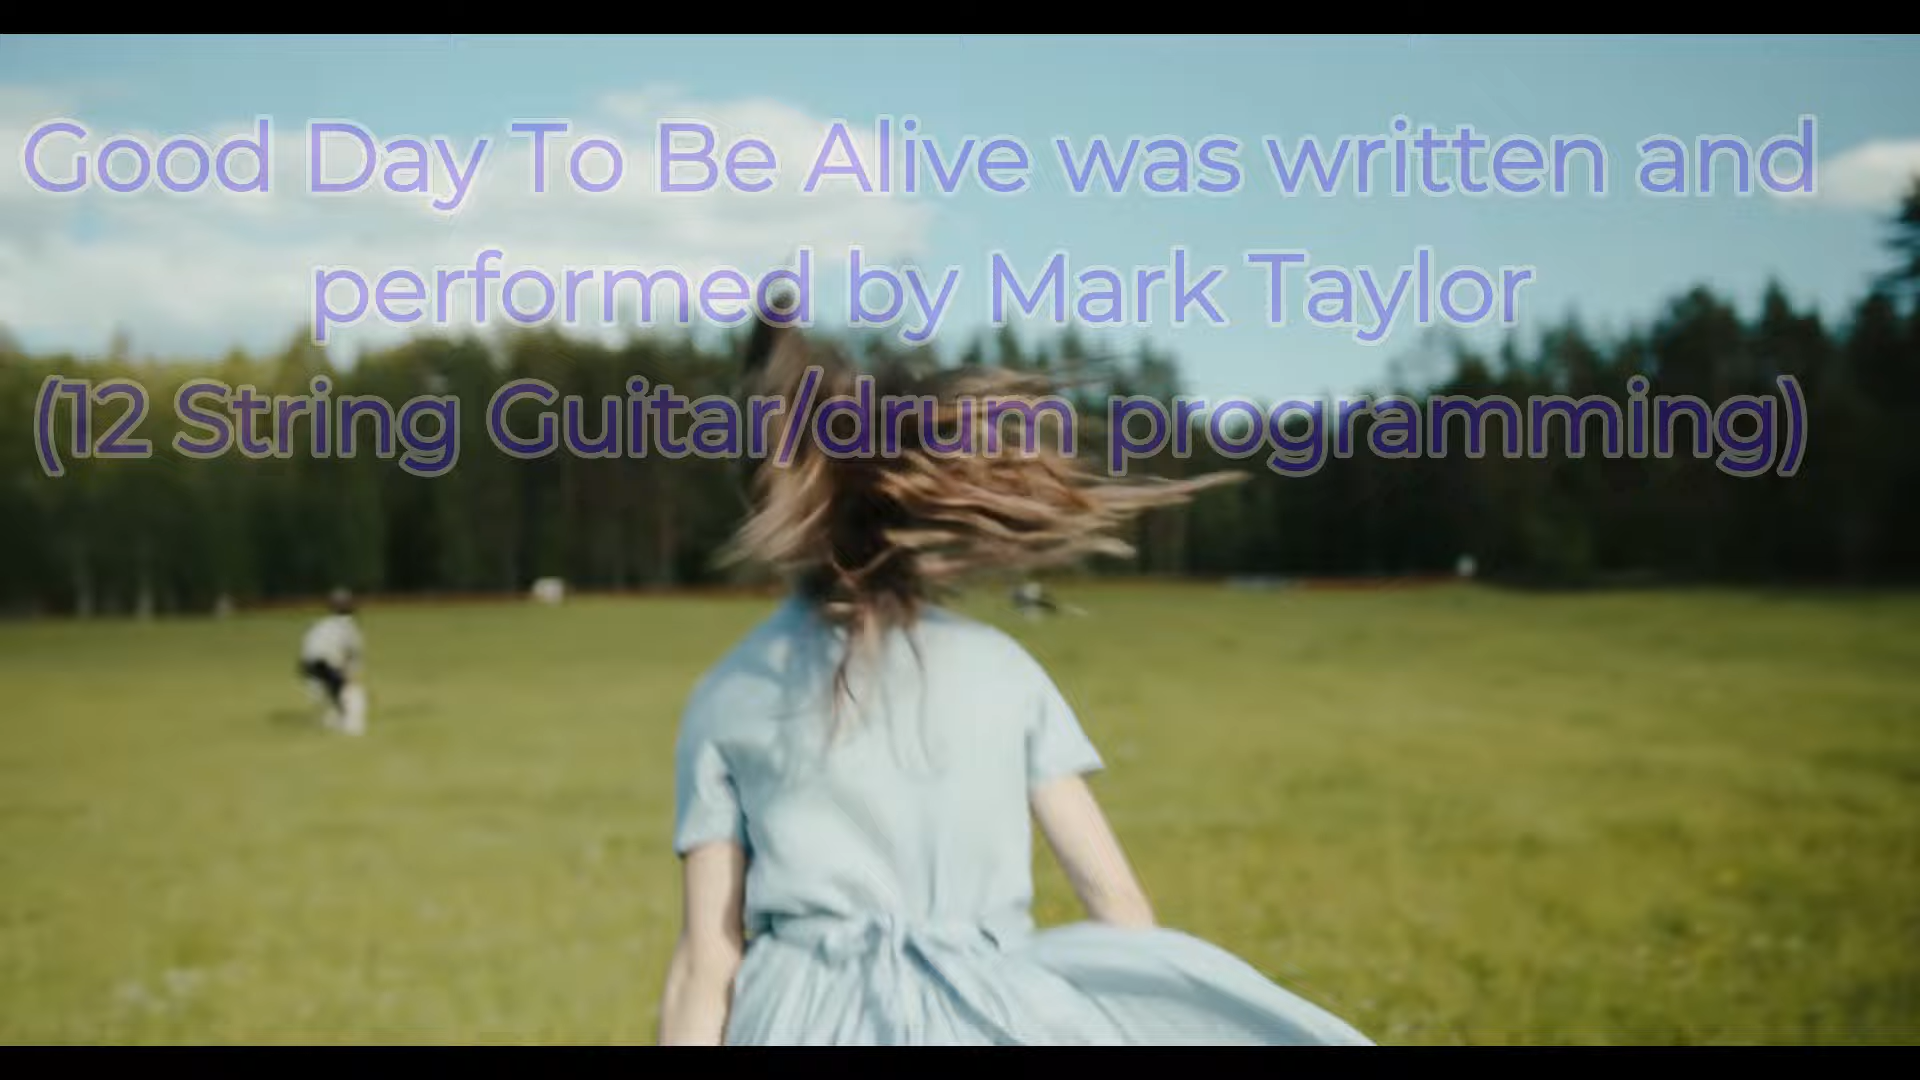 Good Day To Be Alive was written and
performed by Mark Taylor
(12 String Guitar/drum programming)